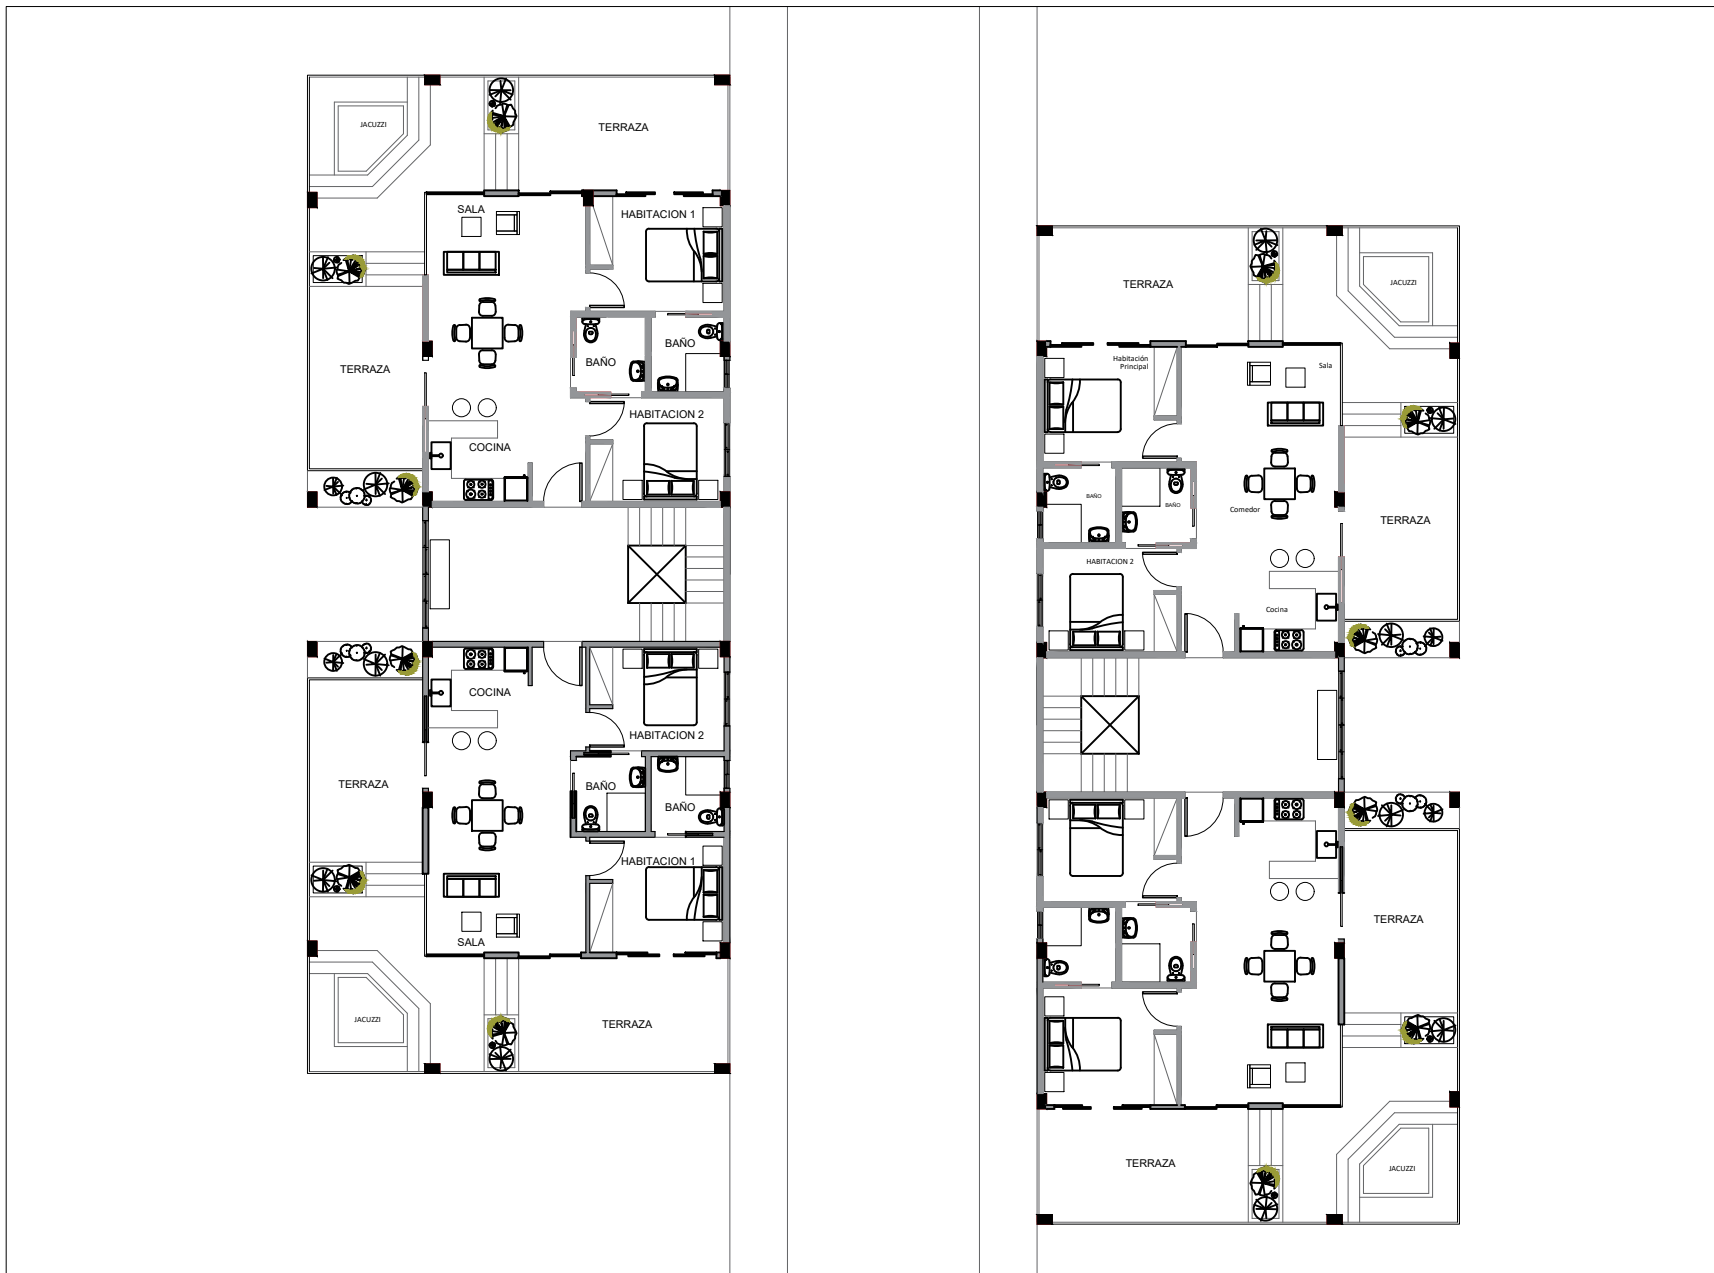 JACUZZI
TERRAZA
SALA
HABITACION 1
BAÑO
BAÑO
TERRAZA
HABITACION 2
COCINA
COCINA
HABITACION 2
TERRAZA
BAÑO
BAÑO
HABITACION 1
SALA
JACUZZI
TERRAZA
TERRAZA
JACUZZI
Habitación
Principal
Sala
BAÑO
BAÑO
Comedor
TERRAZA
HABITACION 2
Cocina
TERRAZA
TERRAZA
JACUZZI